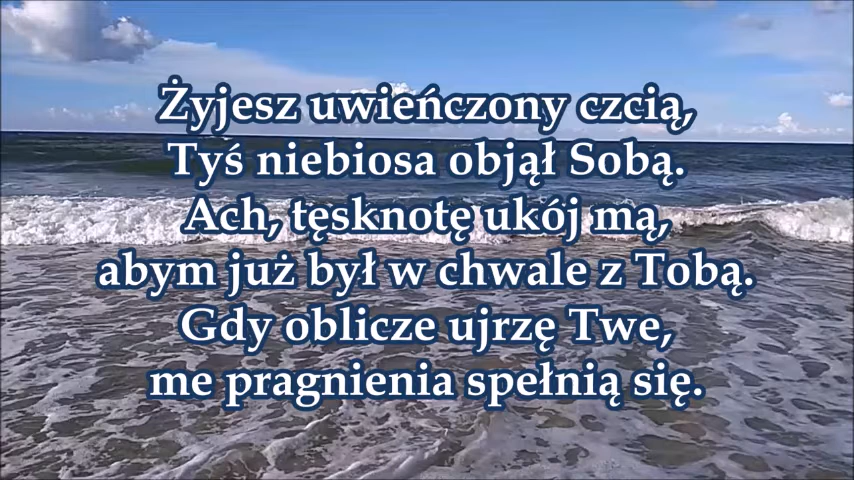 Żyjesz uwieńczony czcią,
Tyś niebiosa objął Sobą.
Ach, tęsknotę ukój mą,
abym już był w chwale z Tobą.
Gdy oblicze ujrzę Twe,
me pragnienia spełnią się.